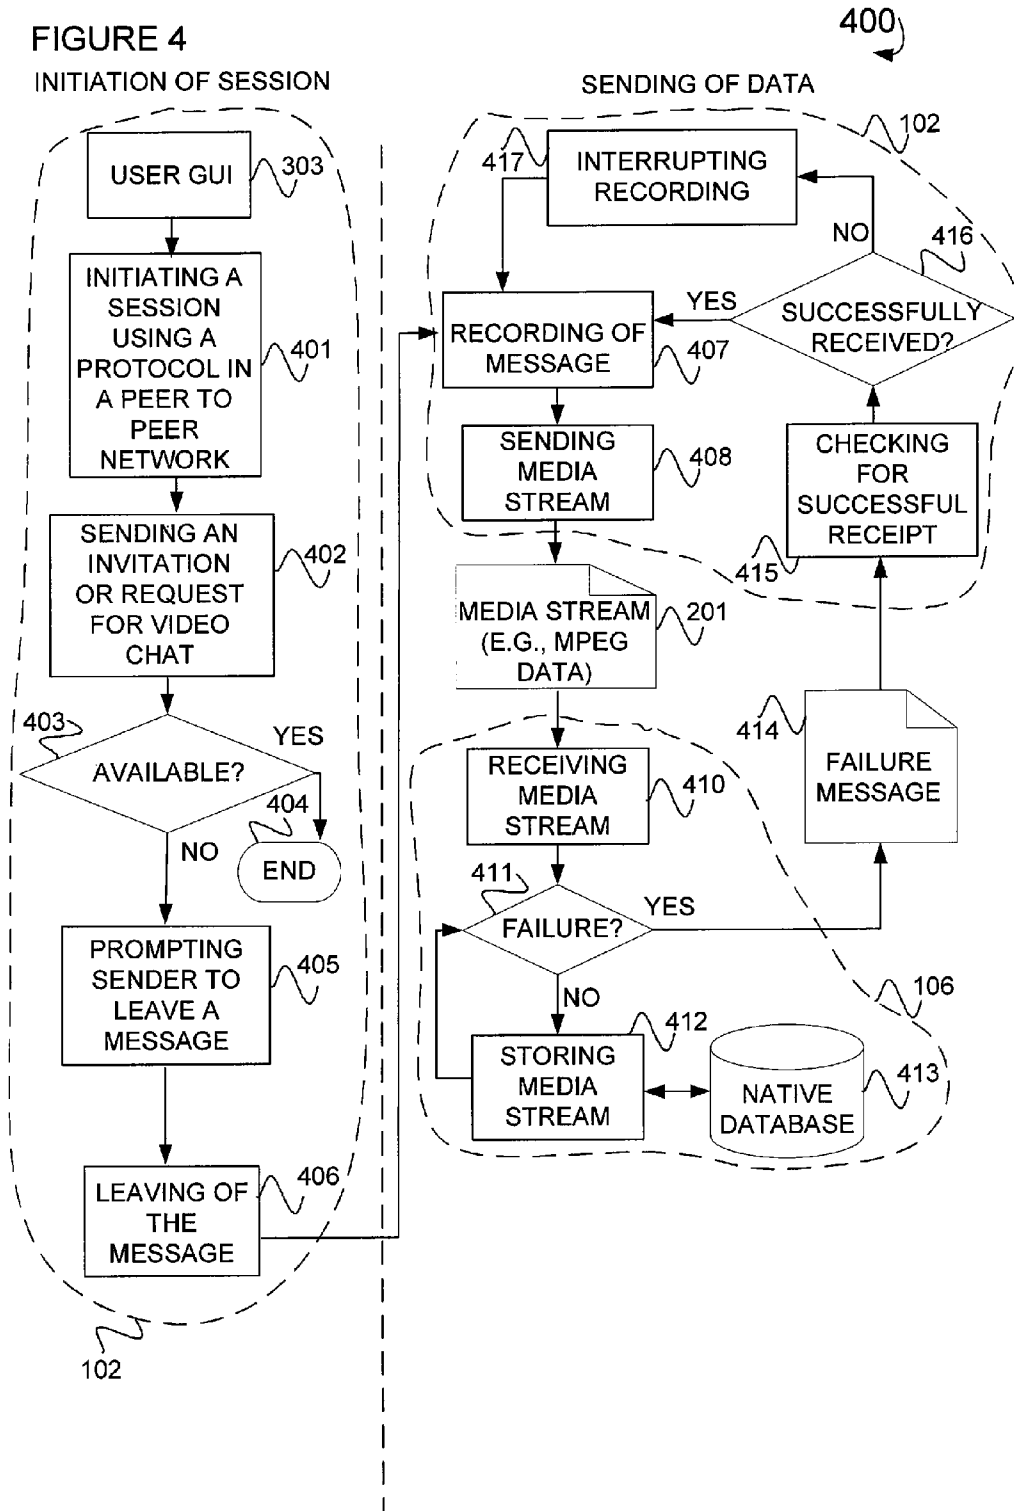 FIGURE 4
400
INITIATION OF SESSION
USER GUI
303
INITIATING A
SESSION
USING A
PROTOCOL IN
A PEER TO
PEER
NETWORK
401
SENDING AN
INVITATION
OR REQUEST
FOR VIDEO
CHAT
402
403
AVAILABLE?
YES
404
END
NO
PROMPTING
SENDER TO
LEAVE A
MESSAGE
405
LEAVING OF
THE
MESSAGE
406
102
SENDING OF DATA
102
417
INTERRUPTING
RECORDING
NO
416
YES
SUCCESSFULLY
RECEIVED?
RECORDING OF
MESSAGE
407
SENDING
MEDIA
STREAM
408
CHECKING
FOR
SUCCESSFUL
RECEIPT
415
MEDIA STREAM
(E.G., MPEG
DATA)
201
414
FAILURE
MESSAGE
RECEIVING
MEDIA
STREAM
410
411
FAILURE?
YES
NO
106
412
STORING
MEDIA
STREAM
NATIVE
DATABASE
413